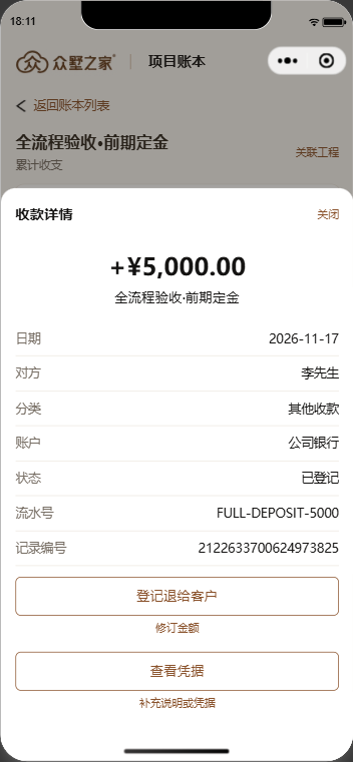 18:11
众墅之家
项目账本
返回账本列表
全流程验收·前期定金
关联工程
累计收支
收款详情
关闭
+¥5,000.00
全流程验收·前期定金
日期 2026-11-17
对方 李先生
分类 其他收款
账户 公司银行
状态 已登记
流水号 FULL-DEPOSIT-5000
记录编号 2122633700624973825
登记退给客户
修订金额
查看凭据
补充说明或凭据